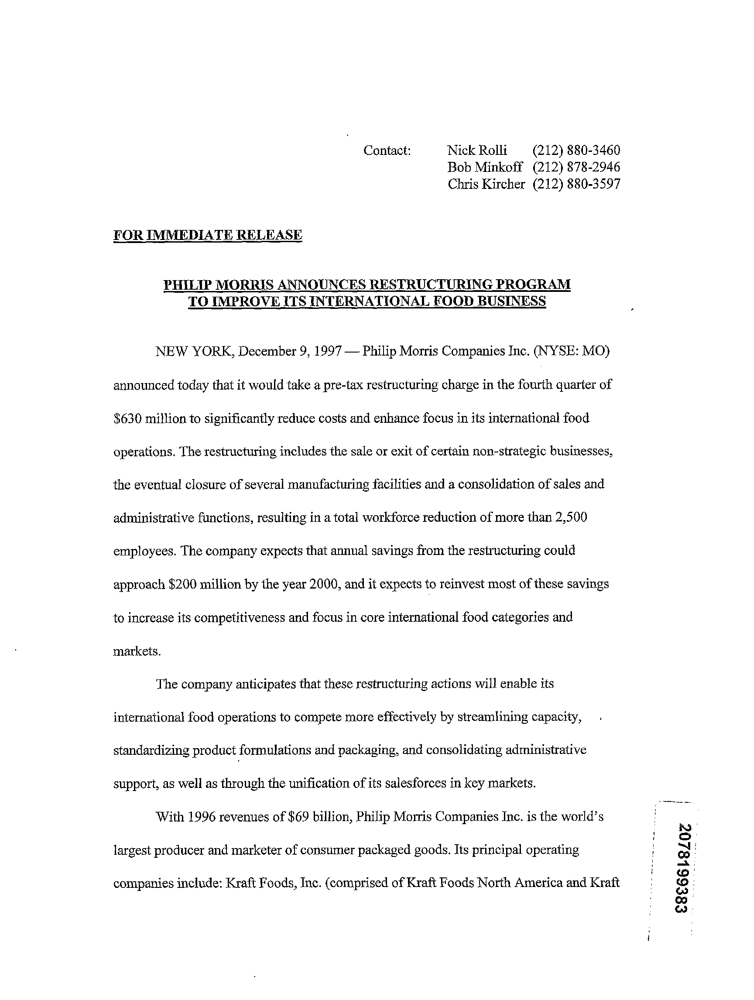 Contact: Nick Rolli (212) 880-3460
Bob Minkoff (212) 878-2946
Chris Kircher (212) 880-3597
FOR IMMEDIATE RELEASE
PHILIP MORRIS ANNOUNCES RESTRUCTURING PROGRAM
TO IMPROVE ITS INTERNATIONAL FOOD BUSINESS
NEW YORK, December 9, 1997 — Philip Morris Companies Inc. (NYSE: MO)
announced today that it would take a pre-tax restructuring charge in the fourth quarter of
$630 million to significantly reduce costs and enhance focus in its international food
operations. The restructuring includes the sale or exit of certain non-strategic businesses,
the eventual closure of several manufacturing facilities and a consolidation of sales and
administrative functions, resulting in a total workforce reduction of more than 2,500
employees. The company expects that annual savings from the restructuring could
approach $200 million by the year 2000, and it expects to reinvest most of these savings
to increase its competitiveness and focus in core international food categories and
markets.
The company anticipates that these restructuring actions will enable its
international food operations to compete more effectively by streamlining capacity,
standardizing product formulations and packaging, and consolidating administrative
support, as well as through the unification of its salesforces in key markets.
With 1996 revenues of $69 billion, Philip Morris Companies Inc. is the world's
largest producer and marketer of consumer packaged goods. Its principal operating
companies include: Kraft Foods, Inc. (comprised of Kraft Foods North America and Kraft
2078199383